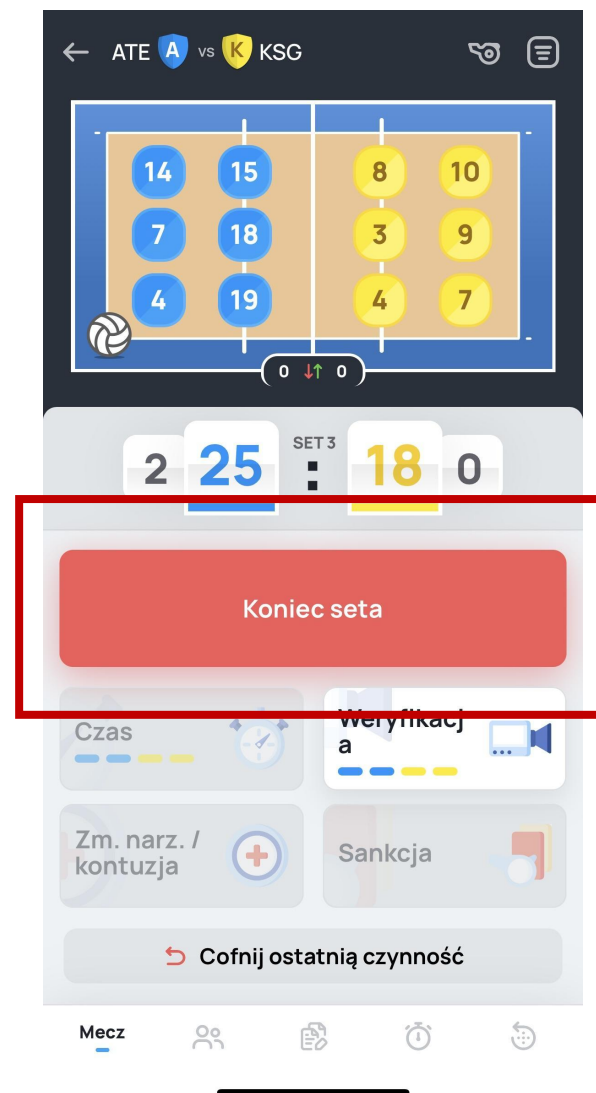 ATE A vs K KSG
14 15 8 10
7 18 3 9
4 19 4 7
0 0
SET 3
2 25 : 18 0
Koniec seta
Czas
Weryfikacj
a
Zm. narz. /
kontuzja
Sankcja
Cofnij ostatnią czynność
Mecz